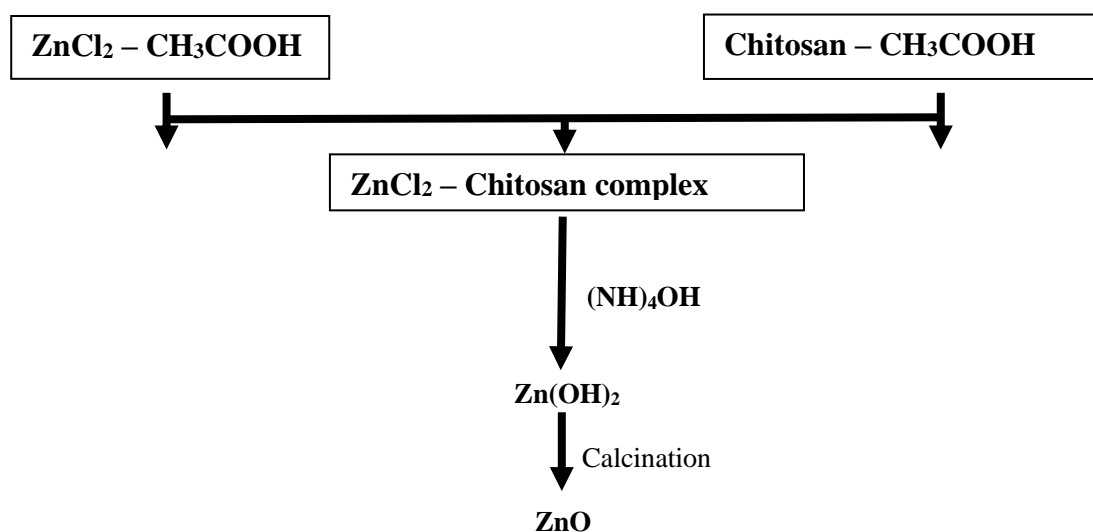 ZnCl₂ – CH₃COOH
Chitosan – CH₃COOH
ZnCl₂ – Chitosan complex
(NH)₄OH
Zn(OH)₂
Calcination
ZnO